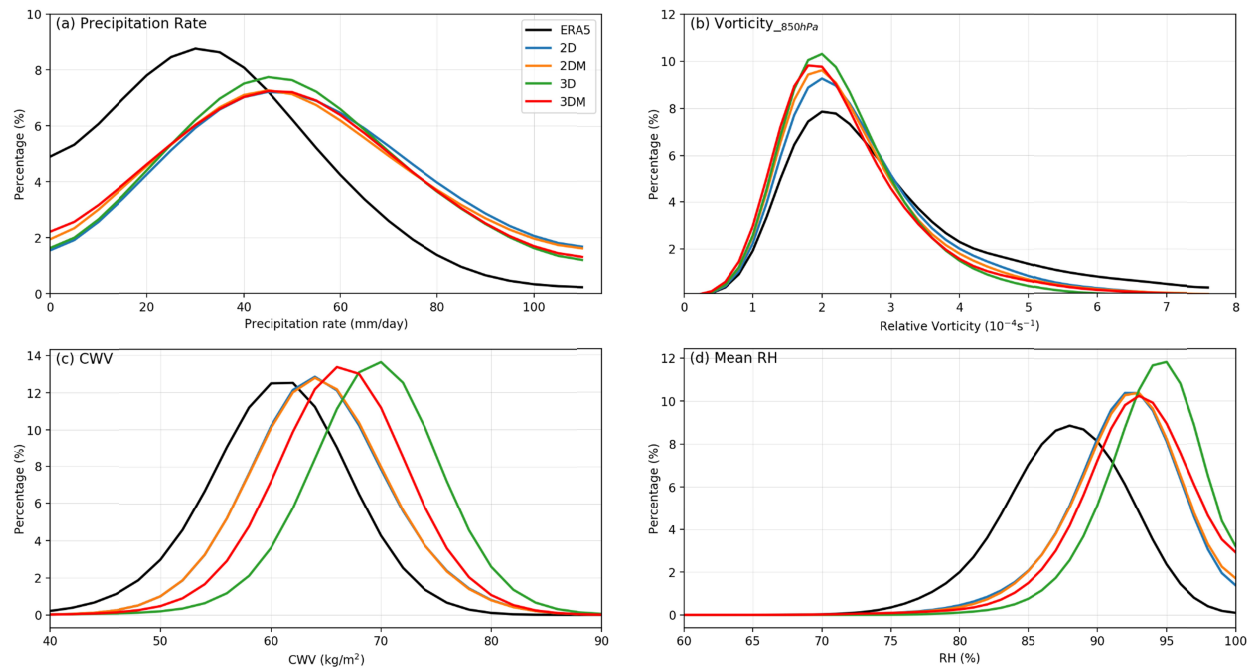 (a) Precipitation Rate
ERA5
2D
2DM
3D
3DM
Percentage (%)
10
8
6
4
2
0
0 20 40 60 80 100
Precipitation rate (mm/day)
(b) Vorticity_850hPa
Percentage (%)
12
10
8
6
4
2
0 1 2 3 4 5 6 7 8
Relative Vorticity (10⁻⁴s⁻¹)
(c) CWV
Percentage (%)
14
12
10
8
6
4
2
0
40 50 60 70 80 90
CWV (kg/m²)
(d) Mean RH
Percentage (%)
12
10
8
6
4
2
0
60 65 70 75 80 85 90 95 100
RH (%)